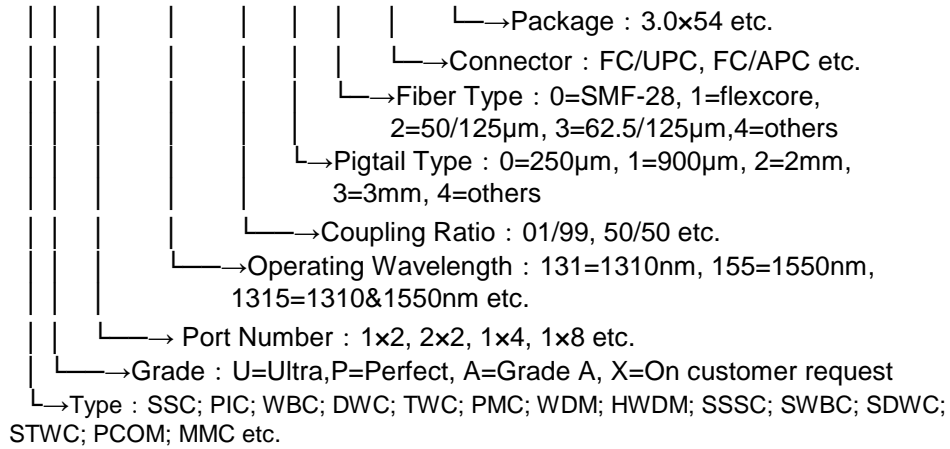 Package：3.0×54 etc.
Connector：FC/UPC, FC/APC etc.
Fiber Type：0=SMF-28, 1=flexcore,
2=50/125μm, 3=62.5/125μm,4=others
Pigtail Type：0=250μm, 1=900μm, 2=2mm,
3=3mm, 4=others
Coupling Ratio：01/99, 50/50 etc.
Operating Wavelength：131=1310nm, 155=1550nm,
1315=1310&1550nm etc.
Port Number：1×2, 2×2, 1×4, 1×8 etc.
Grade：U=Ultra,P=Perfect, A=Grade A, X=On customer request
Type：SSC; PIC; WBC; DWC; TWC; PMC; WDM; HWDM; SSSC; SWBC; SDWC;
STWC; PCOM; MMC etc.